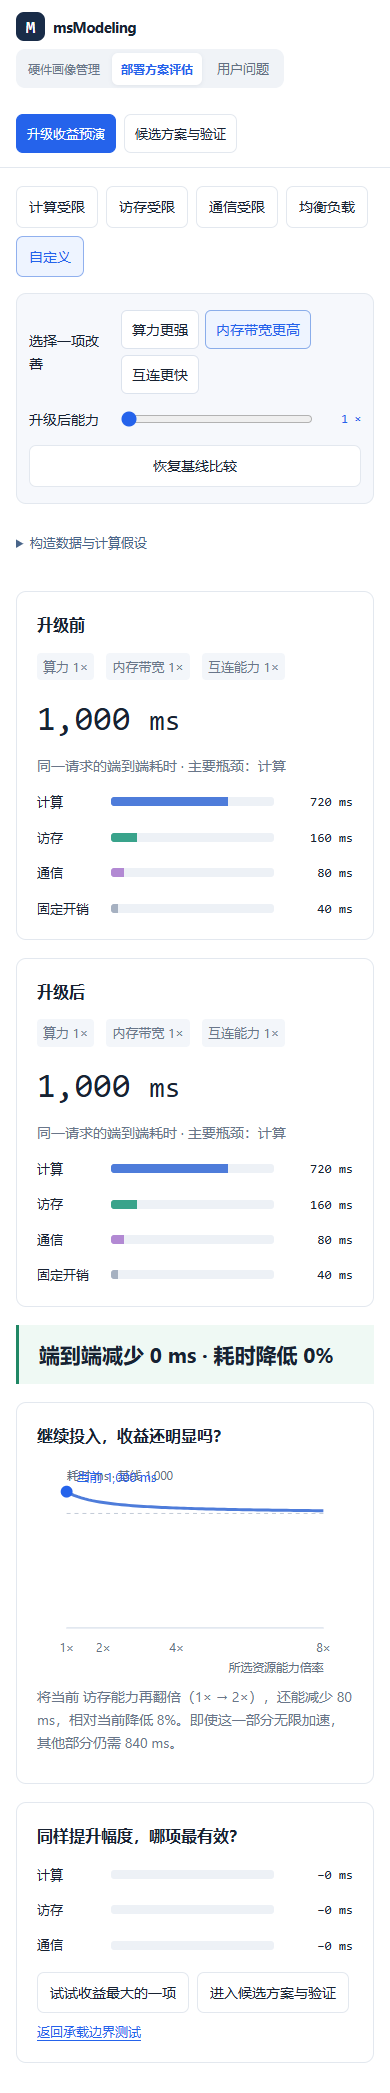 M msModeling
硬件画像管理 部署方案评估 用户问题
升级收益预演 候选方案与验证
计算受限 访存受限 通信受限 均衡负载
自定义
选择一项改善 算力更强 内存带宽更高
互连更快
升级后能力 1 ×
恢复基线比较
▶ 构造数据与计算假设
升级前
算力 1× 内存带宽 1× 互连能力 1×
1,000 ms
同一请求的端到端耗时 · 主要瓶颈：计算
计算 720 ms
访存 160 ms
通信 80 ms
固定开销 40 ms
升级后
算力 1× 内存带宽 1× 互连能力 1×
1,000 ms
同一请求的端到端耗时 · 主要瓶颈：计算
计算 720 ms
访存 160 ms
通信 80 ms
固定开销 40 ms
端到端减少 0 ms · 耗时降低 0%
继续投入，收益还明显吗？
当前 1,000 ms
1× 2× 4× 8×
所选资源能力倍率
将当前 访存能力再翻倍（1× → 2×），还能减少 80
ms，相对当前降低 8%。即使这一部分无限加速，
其他部分仍需 840 ms。
同样提升幅度，哪项最有效？
计算 −0 ms
访存 −0 ms
通信 −0 ms
试试收益最大的一项 进入候选方案与验证
返回承载边界测试